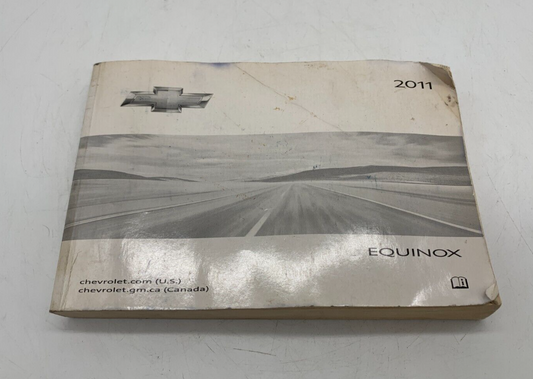 2011
EQUINOX
chevrolet.com (U.S.)
chevrolet.gm.ca (Canada)